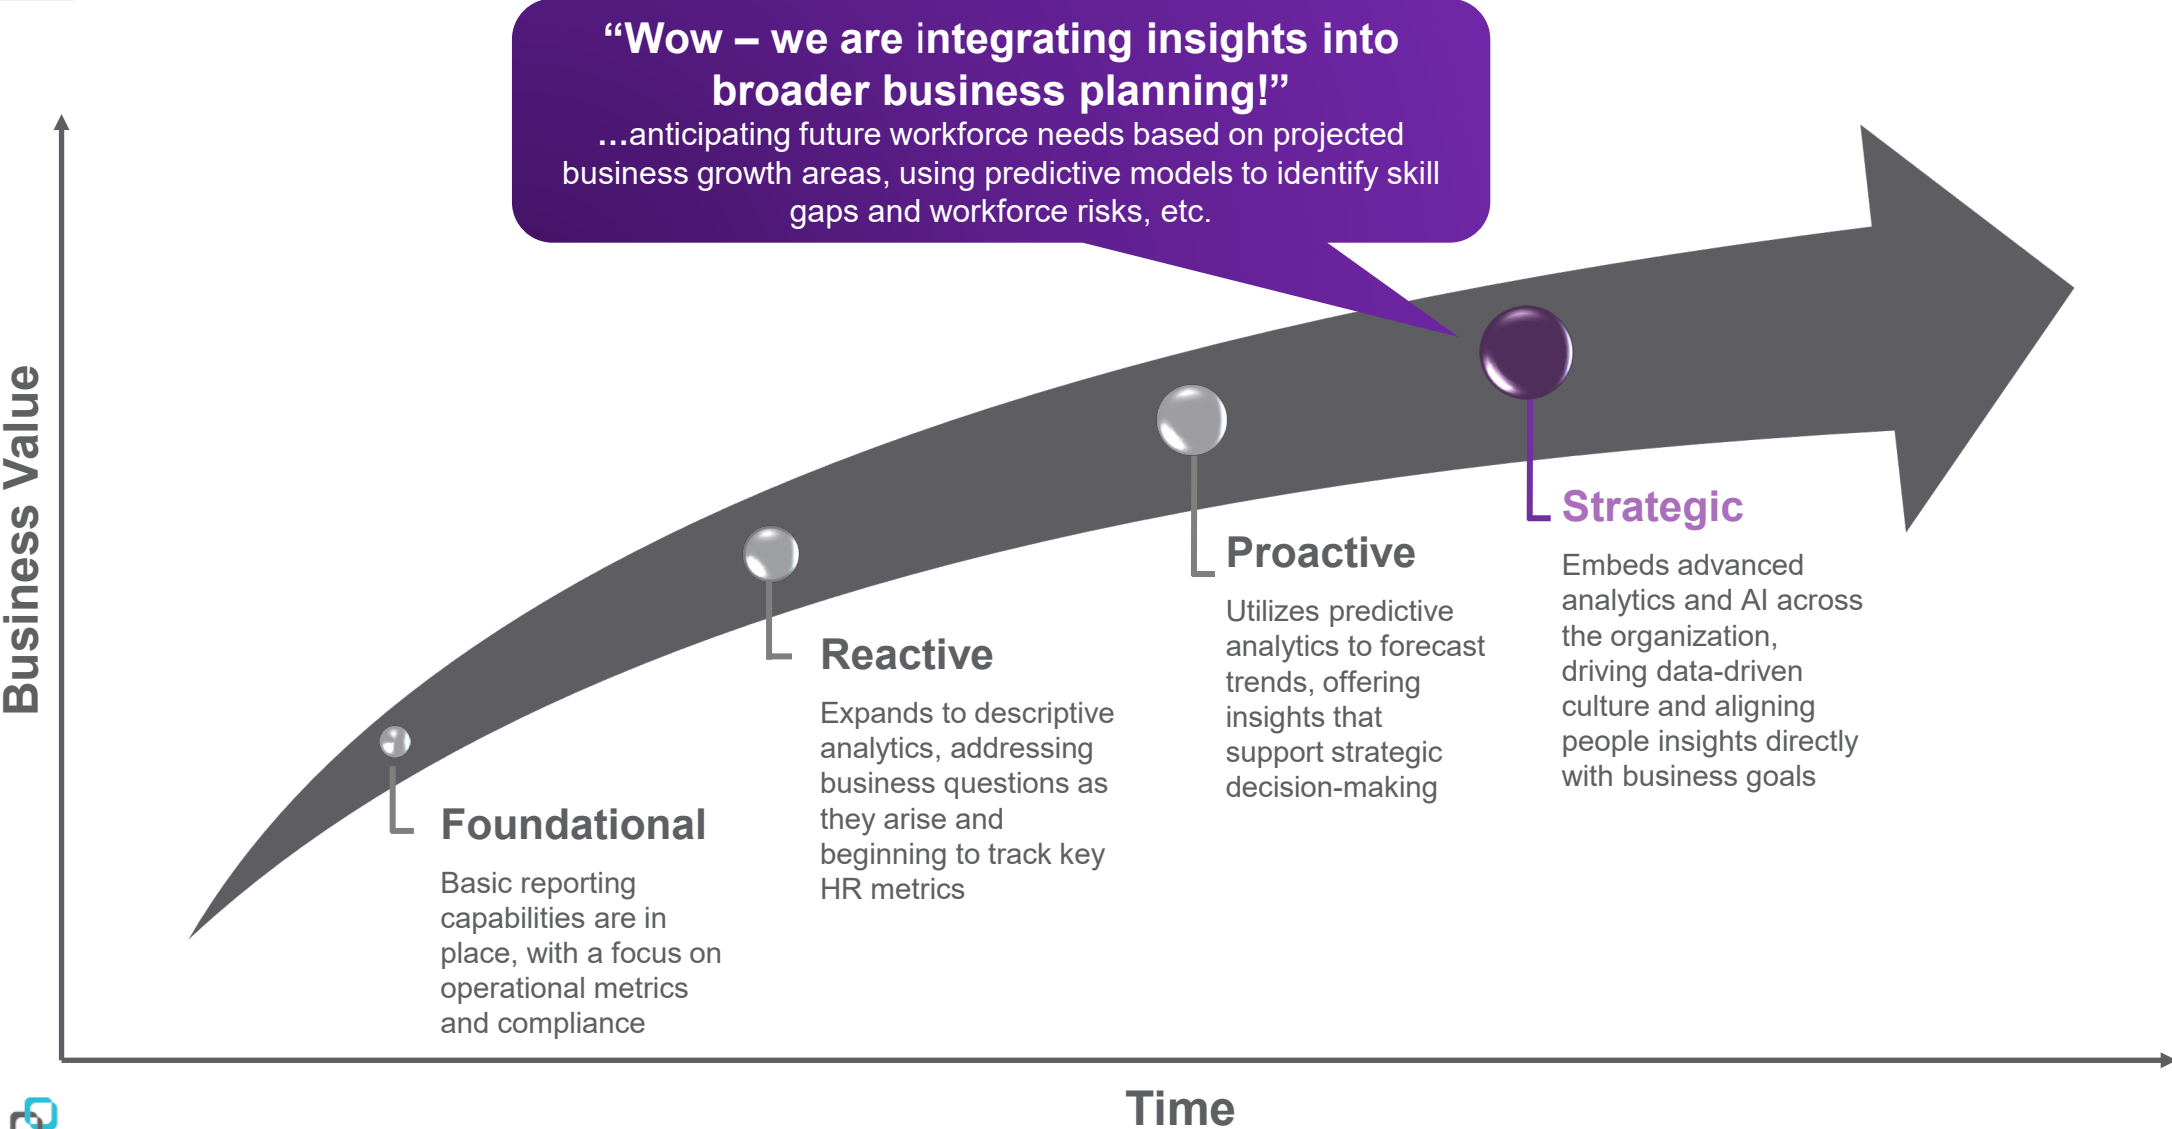 “Wow – we are integrating insights into
broader business planning!”
…anticipating future workforce needs based on projected
business growth areas, using predictive models to identify skill
gaps and workforce risks, etc.
Business Value
Strategic
Embeds advanced
analytics and AI across
the organization,
driving data-driven
culture and aligning
people insights directly
with business goals
Proactive
Utilizes predictive
analytics to forecast
trends, offering
insights that
support strategic
decision-making
Reactive
Expands to descriptive
analytics, addressing
business questions as
they arise and
beginning to track key
HR metrics
Foundational
Basic reporting
capabilities are in
place, with a focus on
operational metrics
and compliance
Time